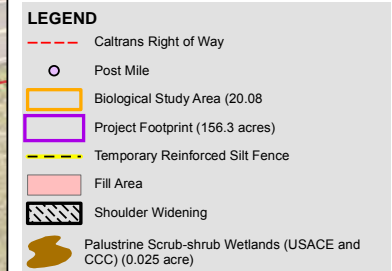 LEGEND
Caltrans Right of Way
Post Mile
Biological Study Area (20.08
Project Footprint (156.3 acres)
Temporary Reinforced Silt Fence
Fill Area
Shoulder Widening
Palustrine Scrub-shrub Wetlands (USACE and
CCC) (0.025 acre)